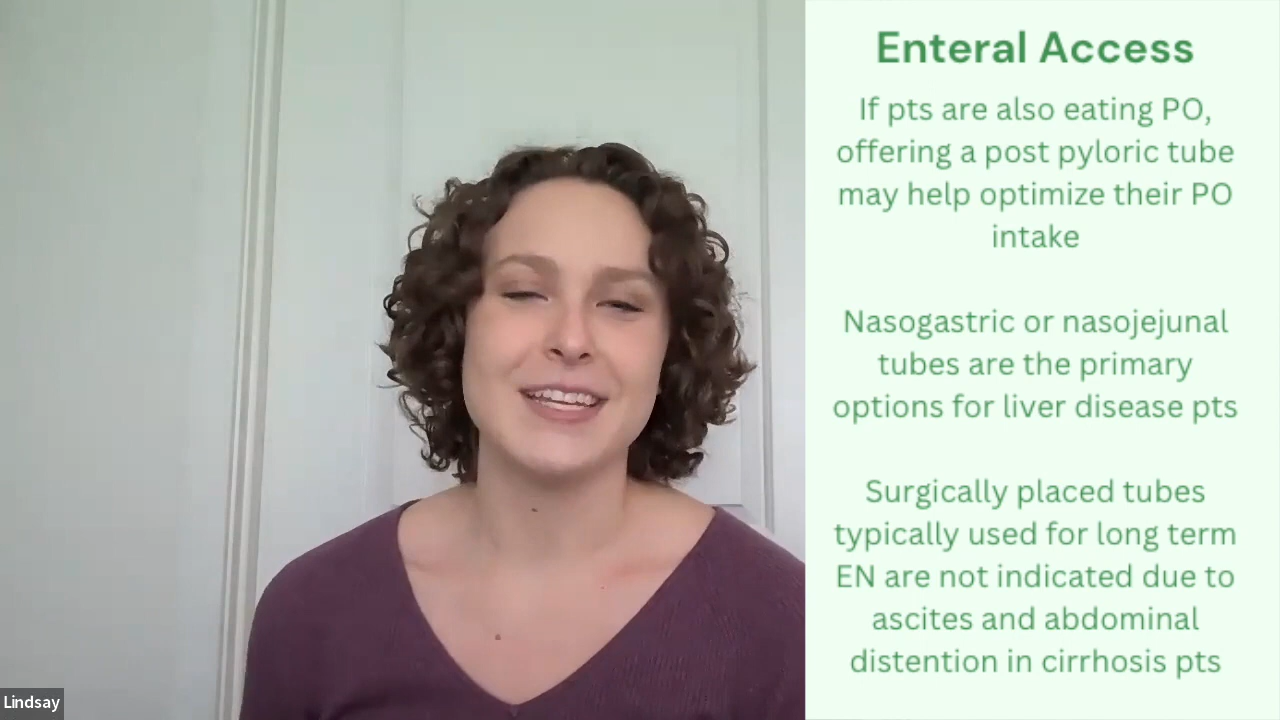 Enteral Access
If pts are also eating PO,
offering a post pyloric tube
may help optimize their PO
intake
Nasogastric or nasojejunal
tubes are the primary
options for liver disease pts
Surgically placed tubes
typically used for long term
EN are not indicated due to
ascites and abdominal
distention in cirrhosis pts
Lindsay